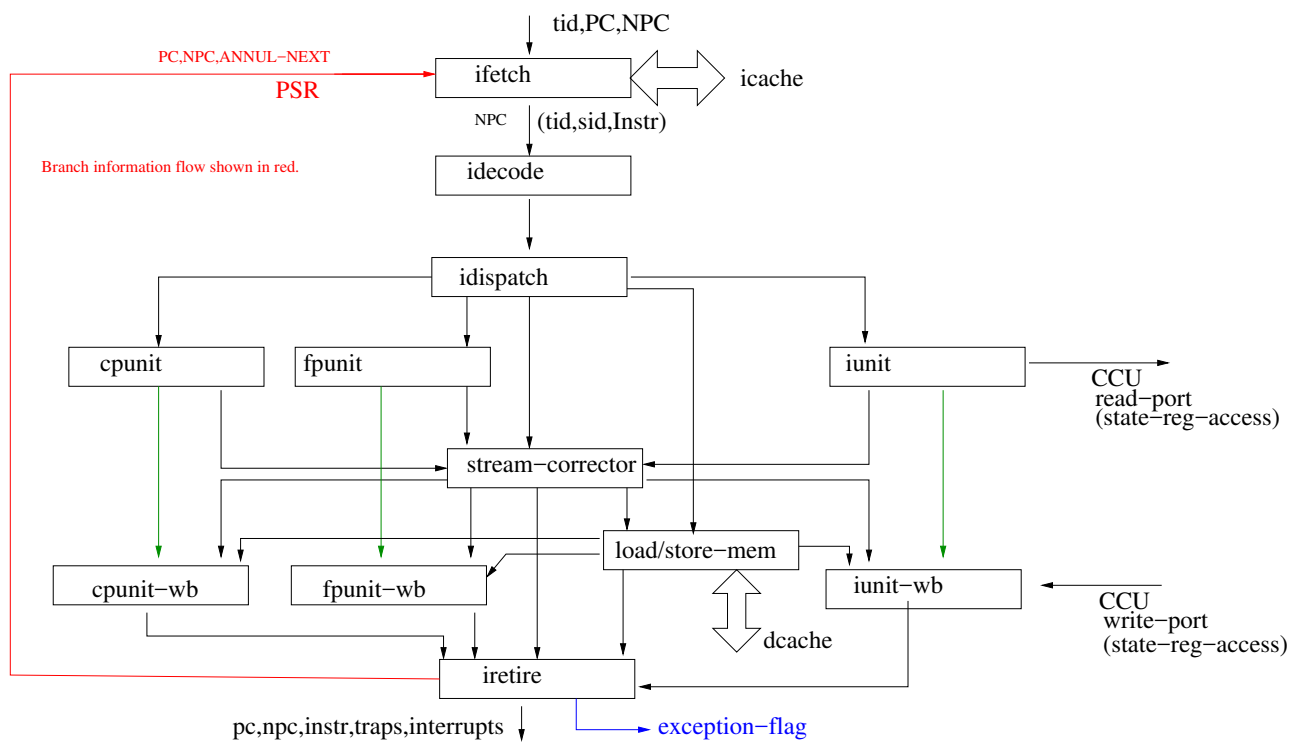 tid,PC,NPC
PC,NPC,ANNUL−NEXT
ifetch
icache
PSR
NPC
(tid,sid,Instr)
Branch information flow shown in red.
idecode
idispatch
cpunit
fpunit
iunit
CCU
read−port
(state−reg−access)
stream−corrector
load/store−mem
cpunit−wb
fpunit−wb
iunit−wb
CCU
write−port
(state−reg−access)
dcache
iretire
pc,npc,instr,traps,interrupts
exception−flag